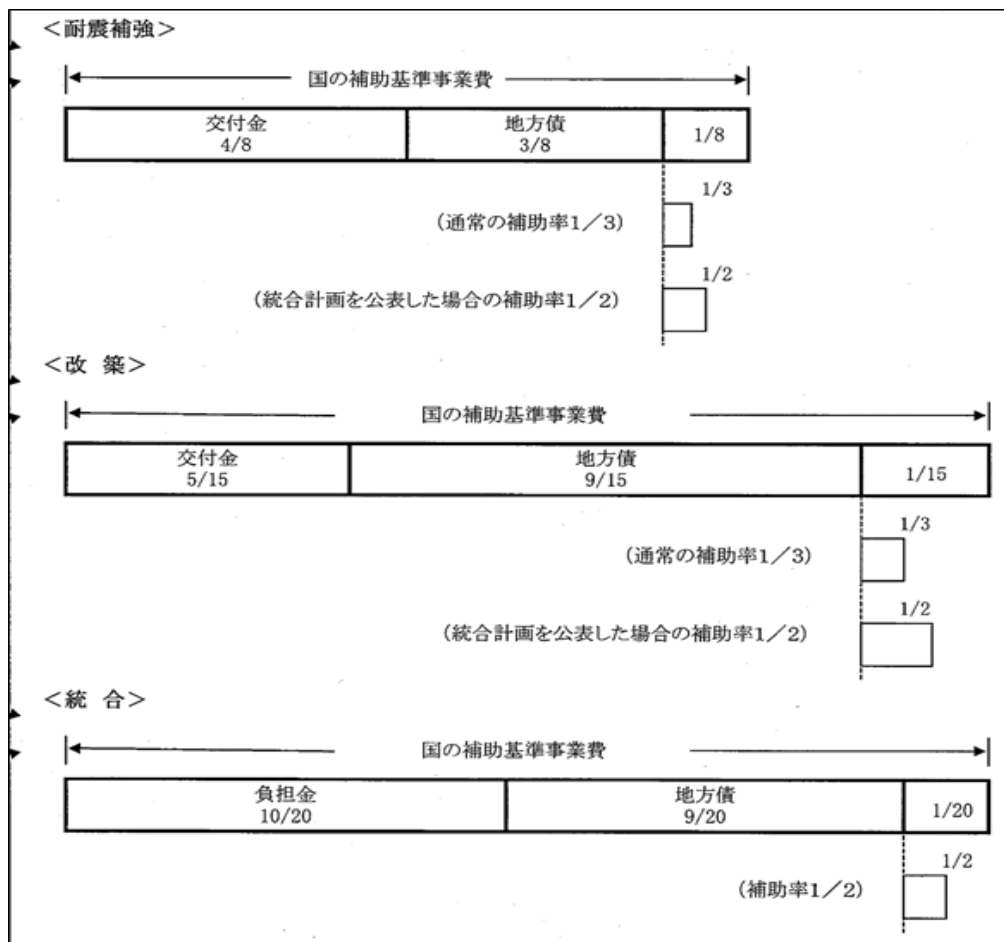 <耐震補強>
国の補助基準事業費
交付金 地方債
4/8 3/8 1/8
1/3
(通常の補助率1/3)
1/2
(統合計画を公表した場合の補助率1/2)
<改 築>
国の補助基準事業費
交付金 地方債
5/15 9/15 1/15
1/3
(通常の補助率1/3)
1/2
(統合計画を公表した場合の補助率1/2)
<統 合>
国の補助基準事業費
負担金 地方債
10/20 9/20 1/20
1/2
(補助率1/2)